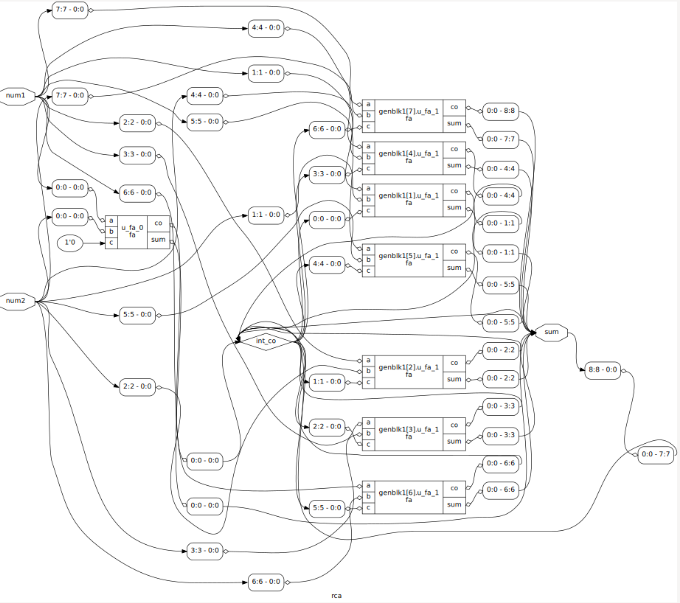 7:7 - 0:0
4:4 - 0:0
1:1 - 0:0
num1
7:7 - 0:0
4:4 - 0:0
5:5 - 0:0
2:2 - 0:0
3:3 - 0:0
6:6 - 0:0
0:0 - 0:0
0:0 - 0:0
1'0
a
b
c
u_fa_0
fa
co
sum
num2
1:1 - 0:0
5:5 - 0:0
2:2 - 0:0
0:0 - 0:0
0:0 - 0:0
3:3 - 0:0
6:6 - 0:0
int_co
6:6 - 0:0
3:3 - 0:0
0:0 - 0:0
4:4 - 0:0
1:1 - 0:0
2:2 - 0:0
5:5 - 0:0
a
b
c
genblk1[7].u_fa_1
fa
co
sum
0:0 - 8:8
0:0 - 7:7
a
b
c
genblk1[4].u_fa_1
fa
co
sum
0:0 - 4:4
0:0 - 4:4
a
b
c
genblk1[1].u_fa_1
fa
co
sum
0:0 - 1:1
0:0 - 1:1
a
b
c
genblk1[5].u_fa_1
fa
co
sum
0:0 - 5:5
0:0 - 5:5
a
b
c
genblk1[2].u_fa_1
fa
co
sum
0:0 - 2:2
0:0 - 2:2
a
b
c
genblk1[3].u_fa_1
fa
co
sum
0:0 - 3:3
0:0 - 3:3
a
b
c
genblk1[6].u_fa_1
fa
co
sum
0:0 - 6:6
0:0 - 6:6
sum
8:8 - 0:0
0:0 - 7:7
rca